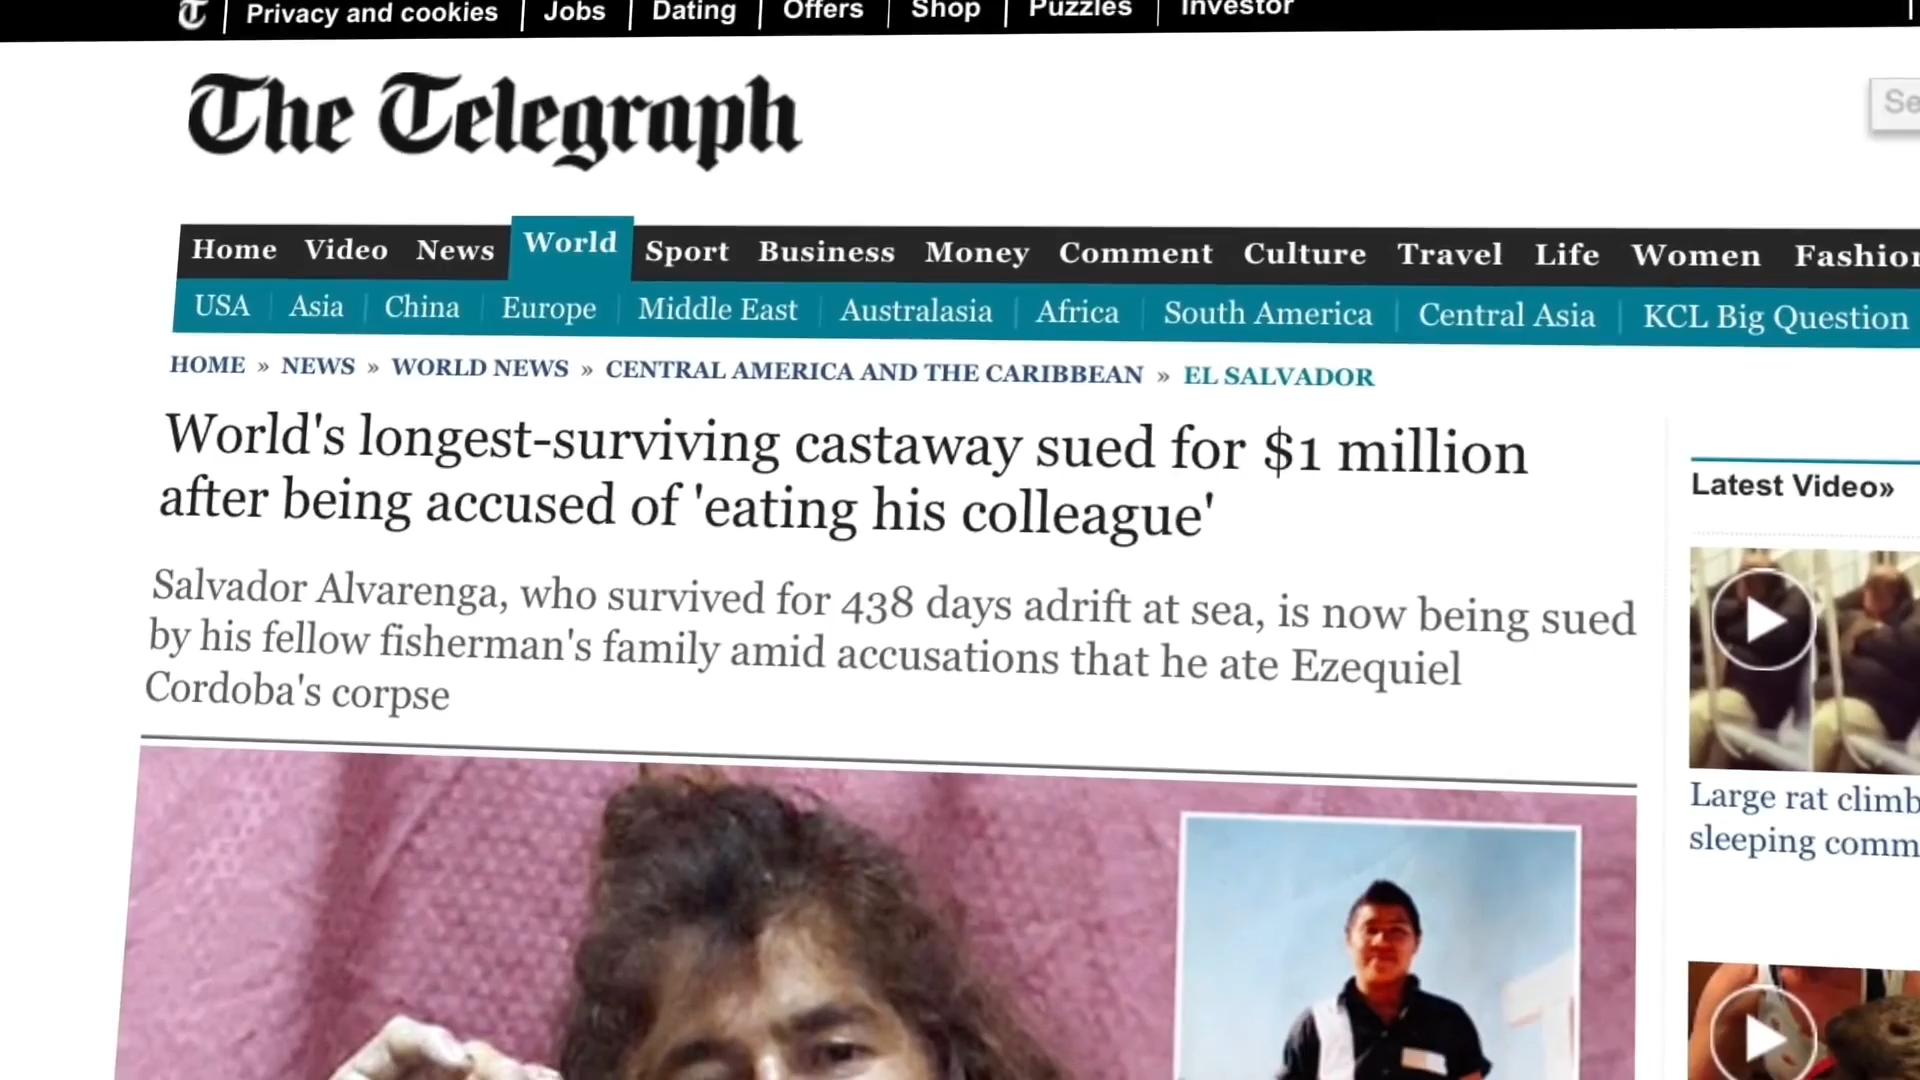 Privacy and cookies Jobs Dating Offers Shop Puzzles Investor
The Telegraph
Home Video News World Sport Business Money Comment Culture Travel Life Women
USA Asia China Europe Middle East Australasia Africa South America Central Asia KCL Big Question
HOME » NEWS » WORLD NEWS » CENTRAL AMERICA AND THE CARIBBEAN » EL SALVADOR
World's longest-surviving castaway sued for $1 million
after being accused of 'eating his colleague'
Salvador Alvarenga, who survived for 438 days adrift at sea, is now being sued
by his fellow fisherman's family amid accusations that he ate Ezequiel
Cordoba's corpse
Latest Video»
Large rat climb
sleeping comm